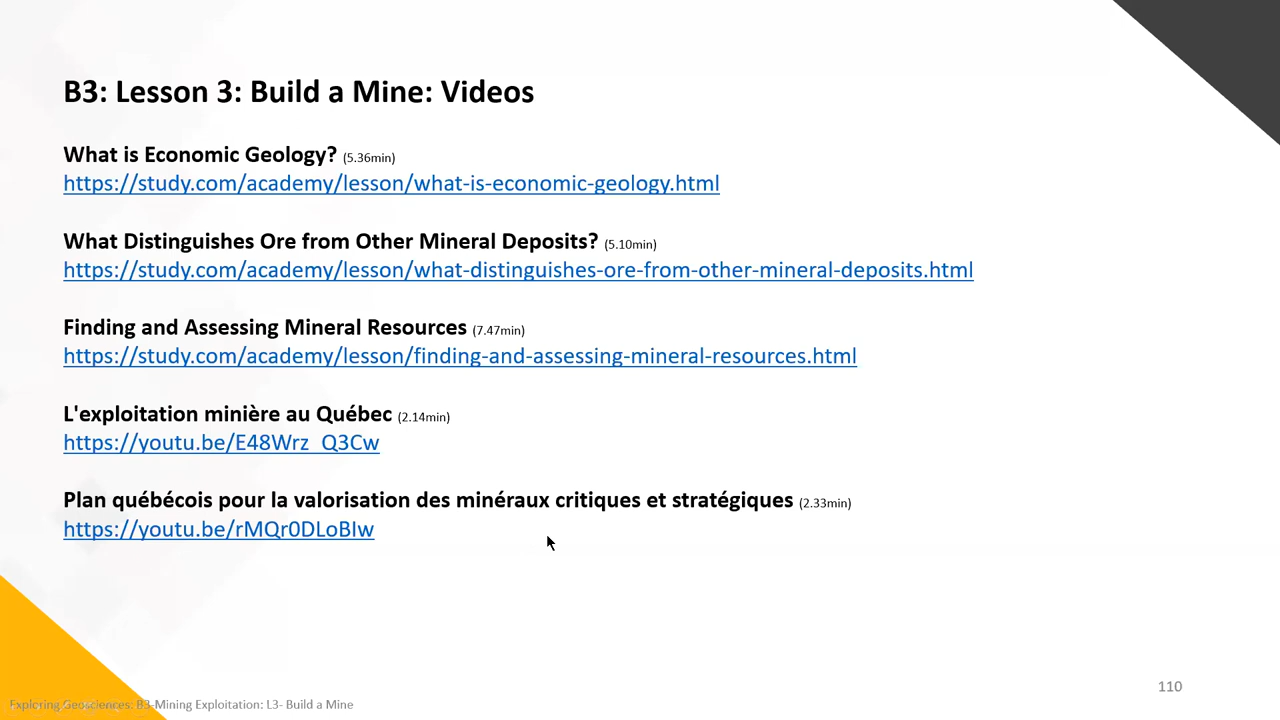 B3: Lesson 3: Build a Mine: Videos
What is Economic Geology? (5.36min)
https://study.com/academy/lesson/what-is-economic-geology.html
What Distinguishes Ore from Other Mineral Deposits? (5.10min)
https://study.com/academy/lesson/what-distinguishes-ore-from-other-mineral-deposits.html
Finding and Assessing Mineral Resources (7.47min)
https://study.com/academy/lesson/finding-and-assessing-mineral-resources.html
L'exploitation minière au Québec (2.14min)
https://youtu.be/E48Wrz_Q3Cw
Plan québécois pour la valorisation des minéraux critiques et stratégiques (2.33min)
https://youtu.be/rMQr0DLoBIw
110
Exploring Geosciences: B3-Mining Exploitation: L3- Build a Mine